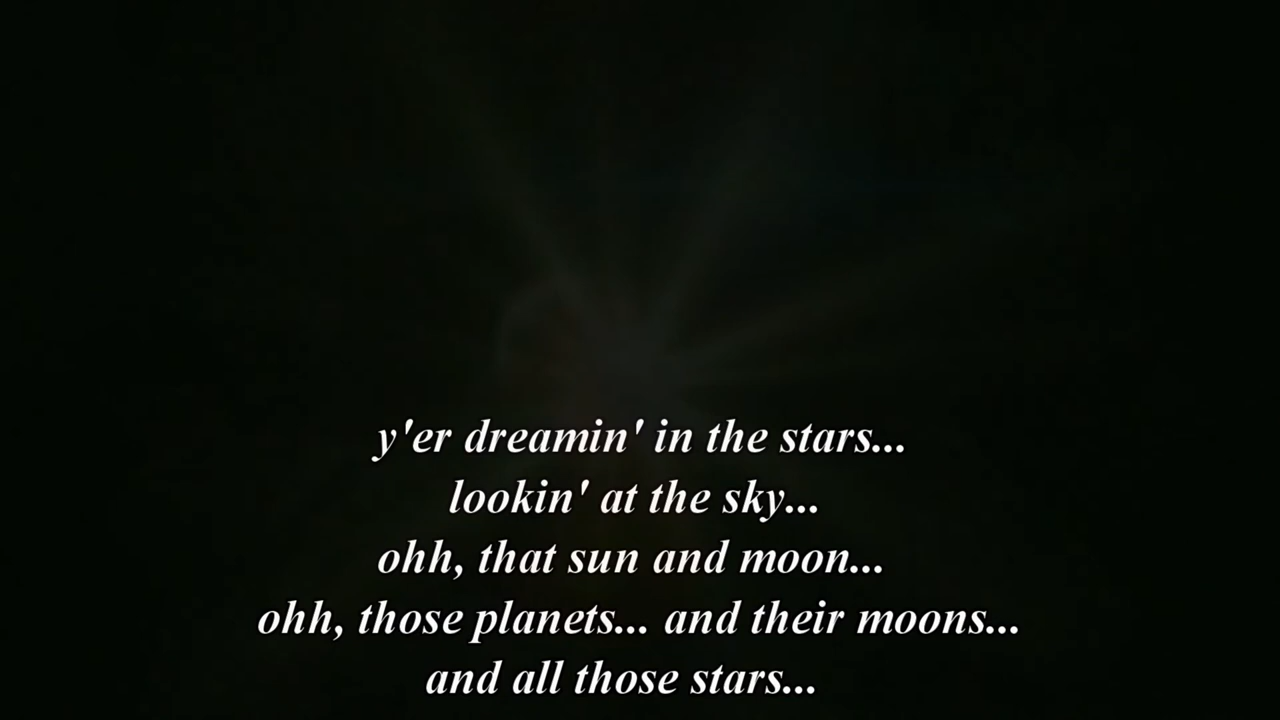 y'er dreamin' in the stars...
lookin' at the sky...
ohh, that sun and moon...
ohh, those planets... and their moons...
and all those stars...